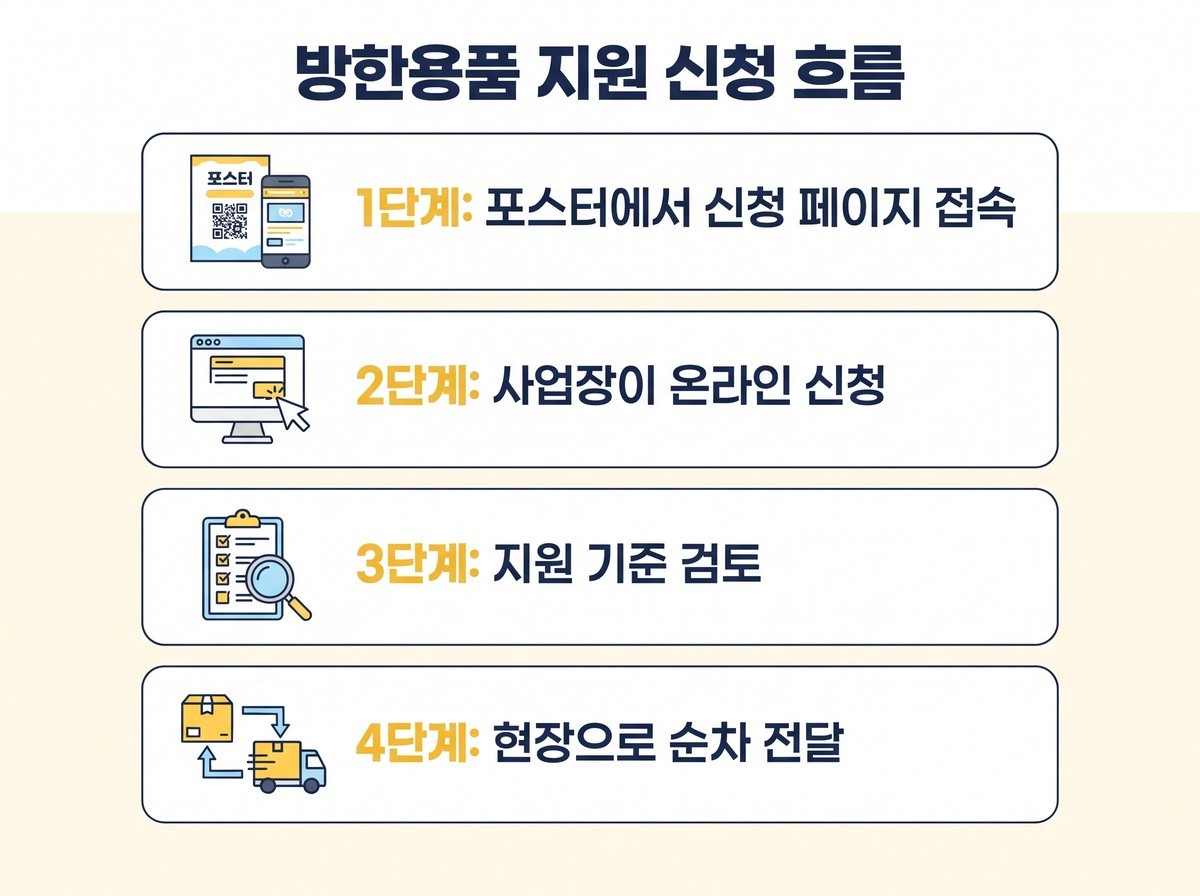 방한용품 지원 신청 흐름
포스터
1단계: 포스터에서 신청 페이지 접속
2단계: 사업장이 온라인 신청
3단계: 지원 기준 검토
4단계: 현장으로 순차 전달